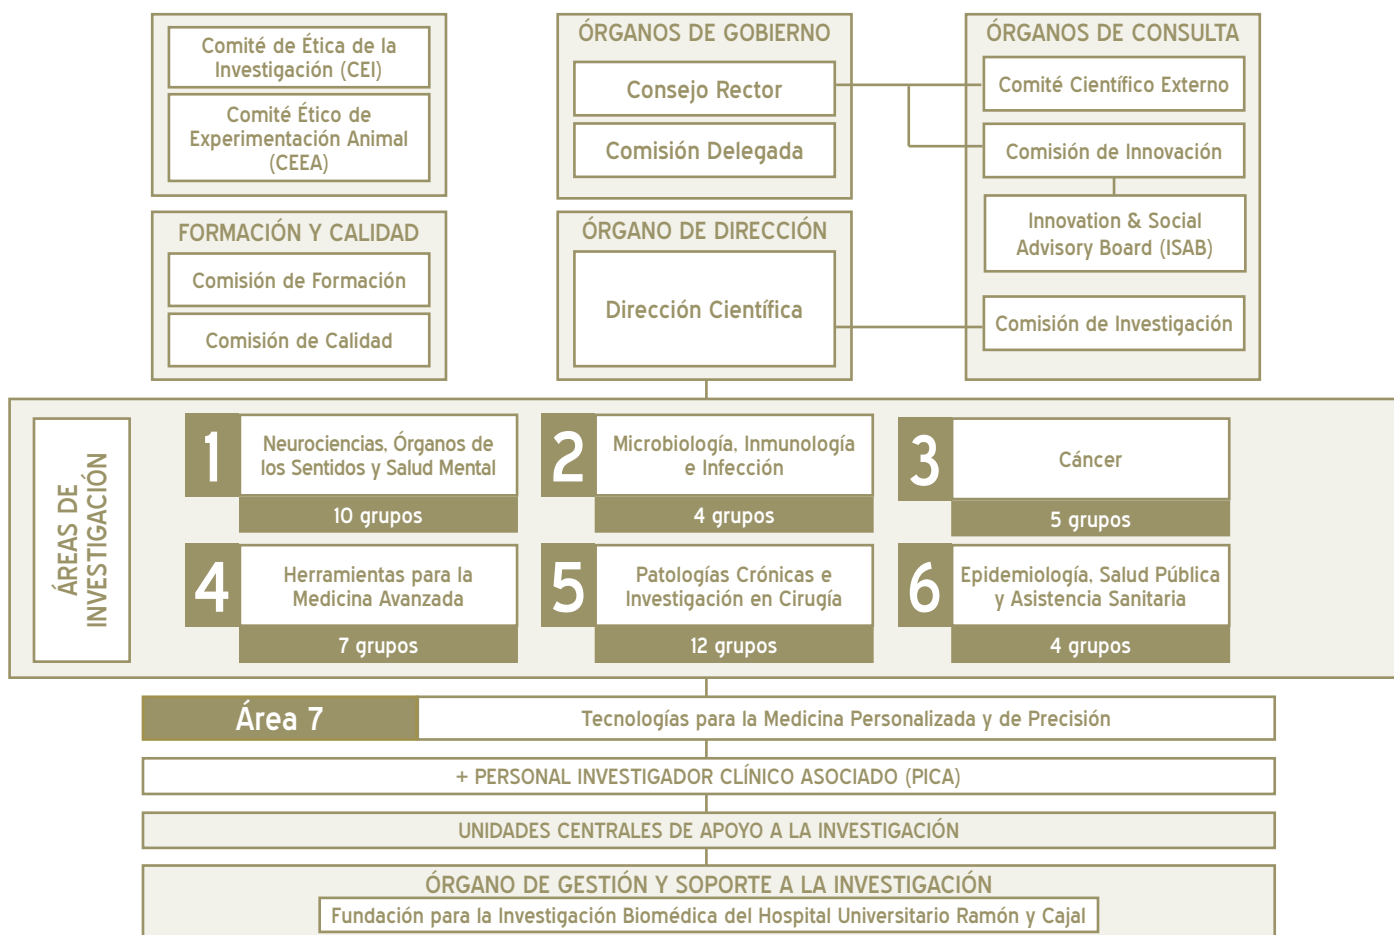 Comité de Ética de la
Investigación (CEI)
Comité Ético de
Experimentación Animal
(CEEA)
FORMACIÓN Y CALIDAD
Comisión de Formación
Comisión de Calidad
ÓRGANOS DE GOBIERNO
Consejo Rector
Comisión Delegada
ÓRGANO DE DIRECCIÓN
Dirección Científica
ÓRGANOS DE CONSULTA
Comité Científico Externo
Comisión de Innovación
Innovation & Social
Advisory Board (ISAB)
Comisión de Investigación
ÁREAS DE
INVESTIGACIÓN
1
Neurociencias, Órganos de
los Sentidos y Salud Mental
10 grupos
2
Microbiología, Inmunología
e Infección
4 grupos
3
Cáncer
5 grupos
4
Herramientas para la
Medicina Avanzada
7 grupos
5
Patologías Crónicas e
Investigación en Cirugía
12 grupos
6
Epidemiología, Salud Pública
y Asistencia Sanitaria
4 grupos
Área 7
Tecnologías para la Medicina Personalizada y de Precisión
+ PERSONAL INVESTIGADOR CLÍNICO ASOCIADO (PICA)
UNIDADES CENTRALES DE APOYO A LA INVESTIGACIÓN
ÓRGANO DE GESTIÓN Y SOPORTE A LA INVESTIGACIÓN
Fundación para la Investigación Biomédica del Hospital Universitario Ramón y Cajal